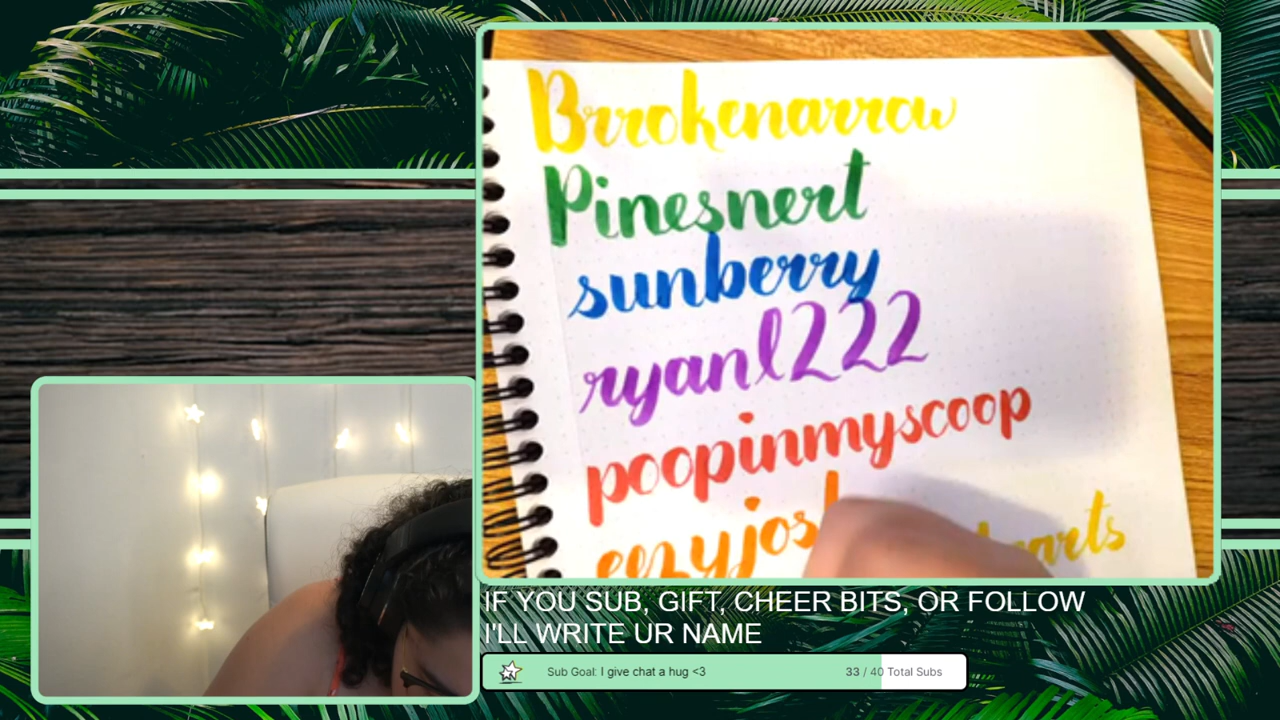 Brrokenarrow
Pinesnert
sunberry
ryanl222
poopinmyscoop
IF YOU SUB, GIFT, CHEER BITS, OR FOLLOW
I'LL WRITE UR NAME
Sub Goal: I give chat a hug <3 33 / 40 Total Subs